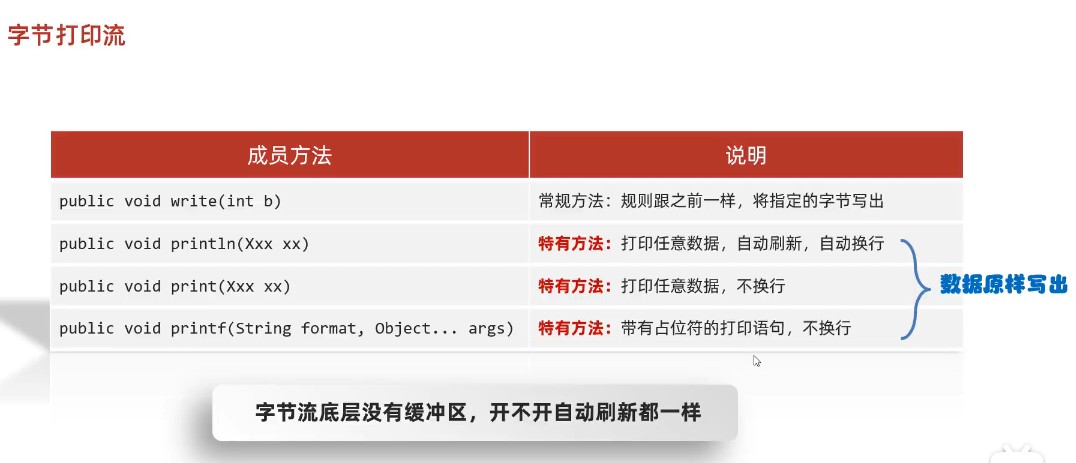 字节打印流
成员方法 说明
public void write(int b) 常规方法：规则跟之前一样，将指定的字节写出
public void println(Xxx xx) 特有方法：打印任意数据，自动刷新，自动换行
public void print(Xxx xx) 特有方法：打印任意数据，不换行
public void printf(String format, Object... args) 特有方法：带有占位符的打印语句，不换行
数据原样写出
字节流底层没有缓冲区，开不开自动刷新都一样